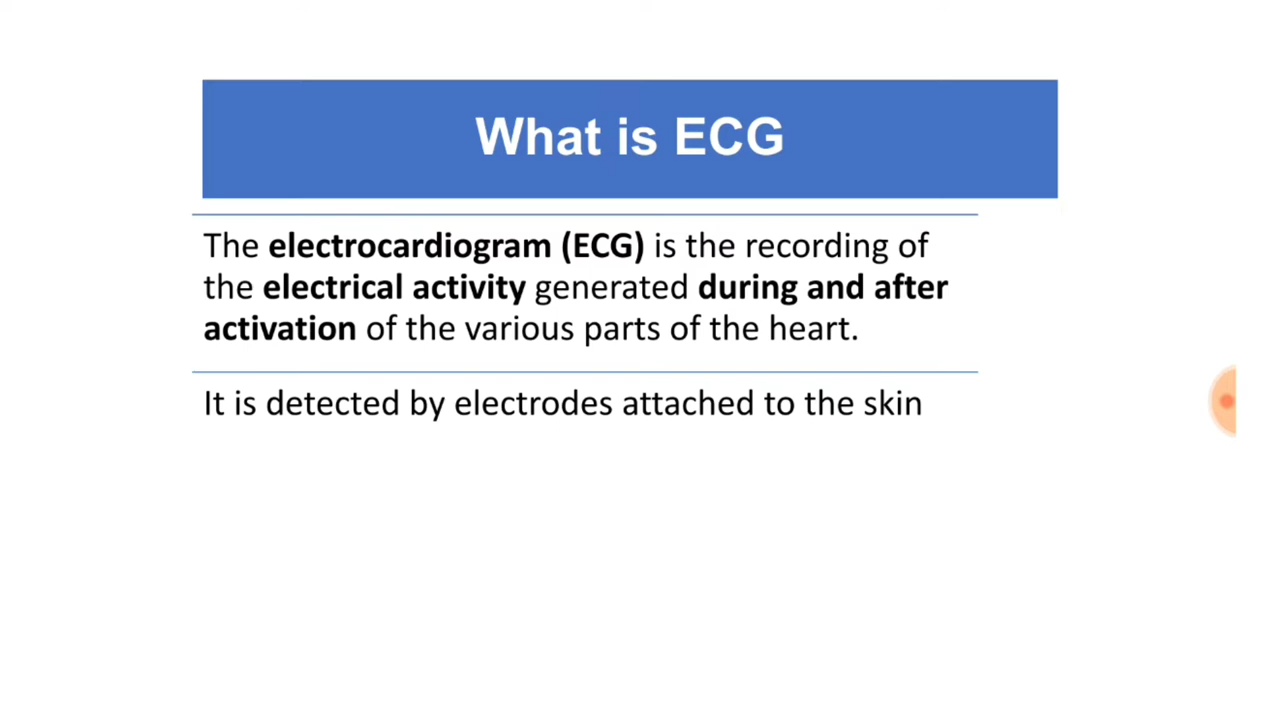 What is ECG
The electrocardiogram (ECG) is the recording of
the electrical activity generated during and after
activation of the various parts of the heart.
It is detected by electrodes attached to the skin